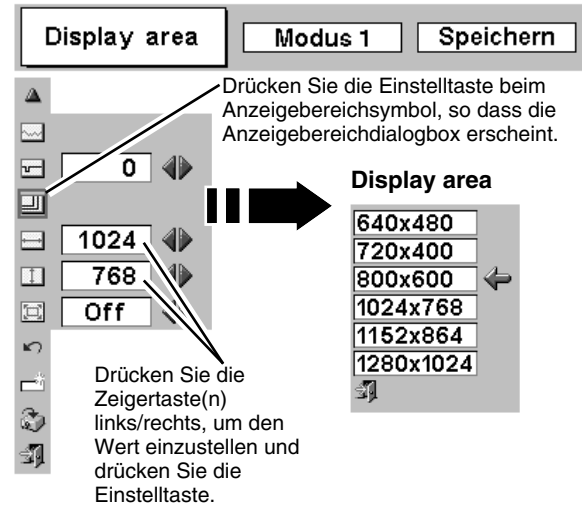 Display area
Modus 1
Speichern
Drücken Sie die Einstelltaste beim
Anzeigebereichsymbol, so dass die
Anzeigebereichdialogbox erscheint.
0
1024
768
Off
Display area
640x480
720x400
800x600
1024x768
1152x864
1280x1024
Drücken Sie die
Zeigertaste(n)
links/rechts, um den
Wert einzustellen und
drücken Sie die
Einstelltaste.